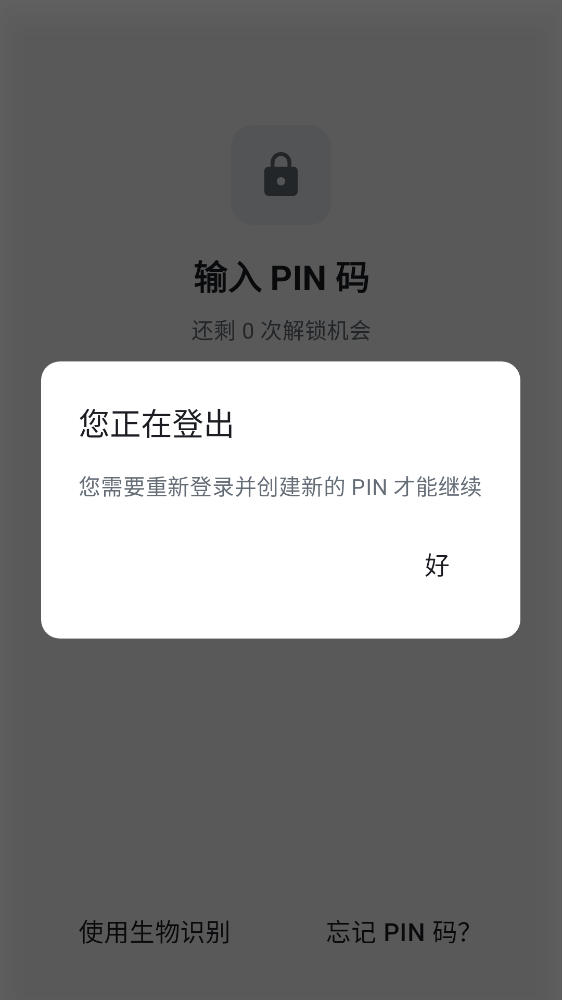 输入 PIN 码
还剩 0 次解锁机会
您正在登出
您需要重新登录并创建新的 PIN 才能继续
好
使用生物识别
忘记 PIN 码？